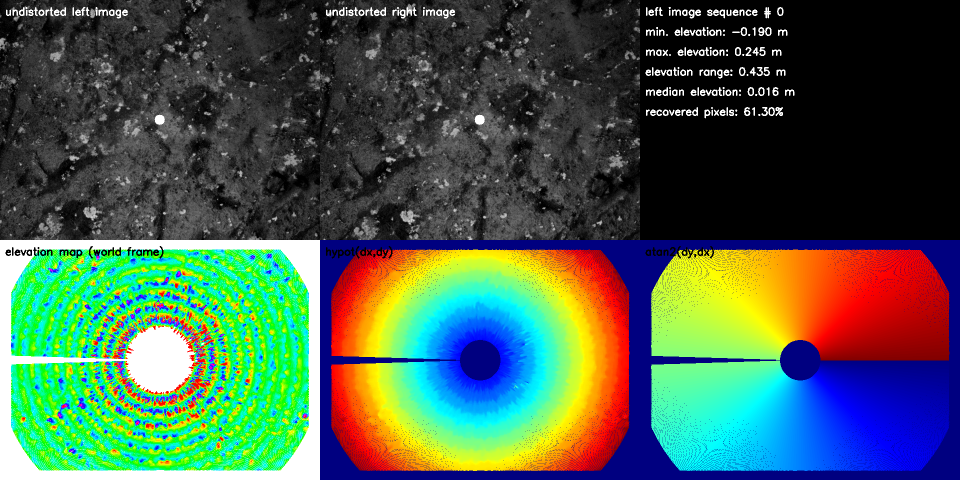 undistorted left image
undistorted right image
left image sequence # 0
min. elevation: −0.190 m
max. elevation: 0.245 m
elevation range: 0.435 m
median elevation: 0.016 m
recovered pixels: 61.30%
elevation map (world frame)
hypot(dx,dy)
atan2(dy,dx)